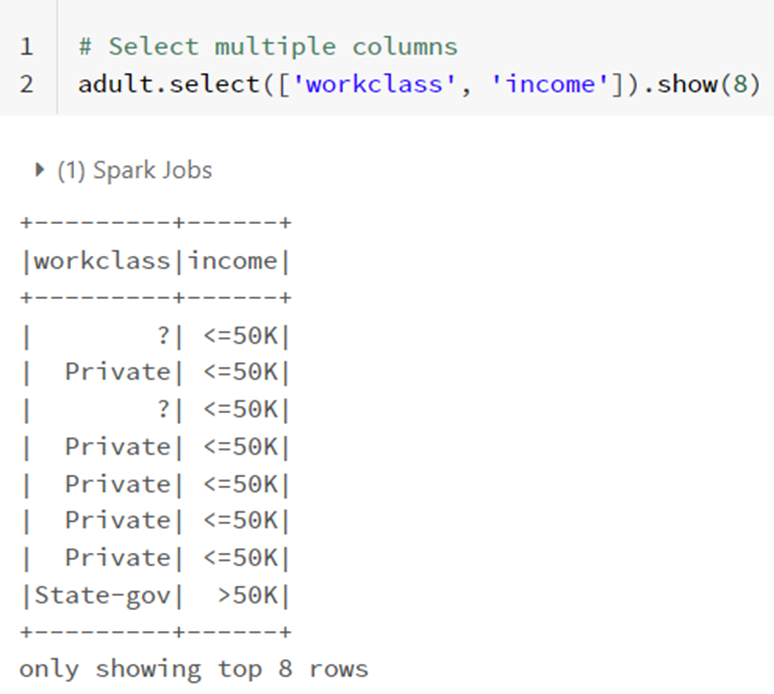 1 # Select multiple columns
2 adult.select(['workclass', 'income']).show(8)
(1) Spark Jobs
+---------+------+
|workclass|income|
+---------+------+
|        ?| <=50K|
|  Private| <=50K|
|        ?| <=50K|
|  Private| <=50K|
|  Private| <=50K|
|  Private| <=50K|
|  Private| <=50K|
|State-gov|  >50K|
+---------+------+
only showing top 8 rows